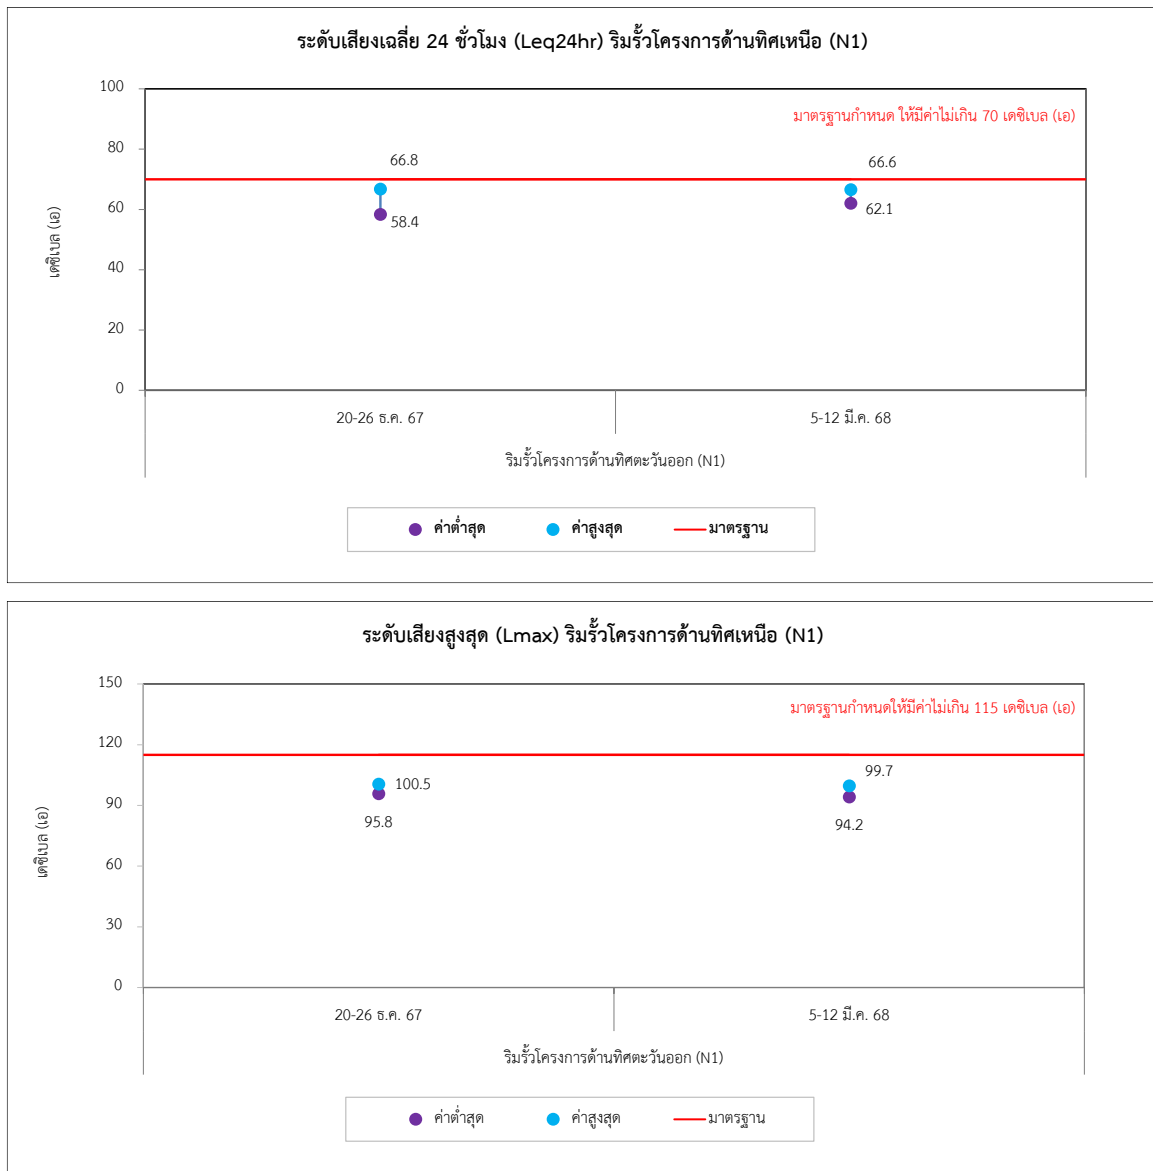 ระดับเสียงเฉลี่ย 24 ชั่วโมง (Leq24hr) ริมรั้วโครงการด้านทิศเหนือ (N1)
100
มาตรฐานกำหนด ให้มีค่าไม่เกิน 70 เดซิเบล (เอ)
80
66.8
66.6
60
58.4
62.1
เดซิเบล (เอ)
40
20
0
20-26 ธ.ค. 67
5-12 มี.ค. 68
ริมรั้วโครงการด้านทิศตะวันออก (N1)
ค่าต่ำสุด
ค่าสูงสุด
มาตรฐาน
ระดับเสียงสูงสุด (Lmax) ริมรั้วโครงการด้านทิศเหนือ (N1)
150
มาตรฐานกำหนดให้มีค่าไม่เกิน 115 เดซิเบล (เอ)
120
99.7
100.5
90
95.8
94.2
เดซิเบล (เอ)
60
30
0
20-26 ธ.ค. 67
5-12 มี.ค. 68
ริมรั้วโครงการด้านทิศตะวันออก (N1)
ค่าต่ำสุด
ค่าสูงสุด
มาตรฐาน